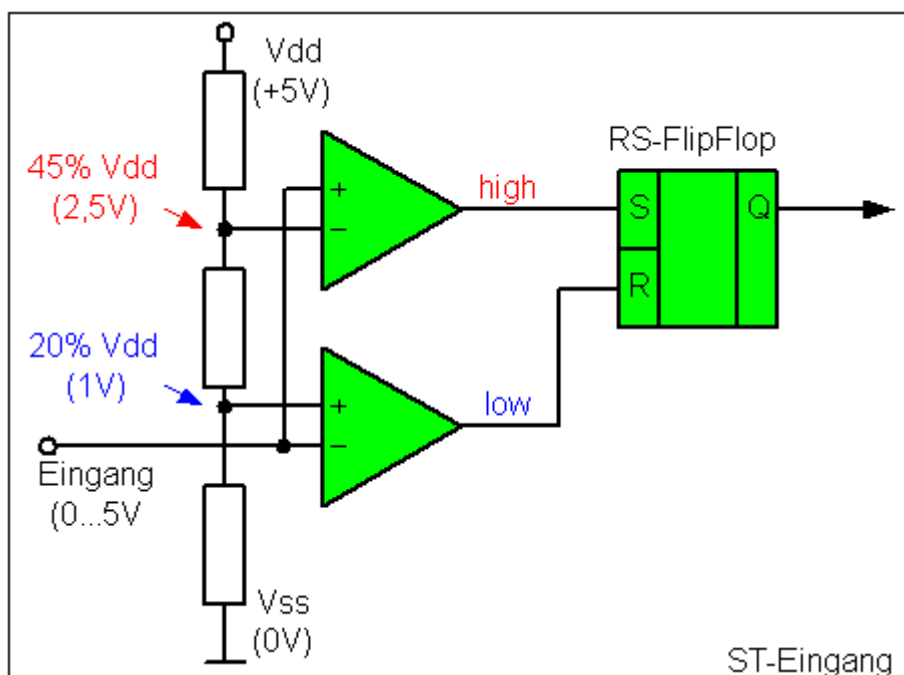 Vdd
(+5V)
RS-FlipFlop
45% Vdd
(2,5V)
+
−
high
S
Q
R
20% Vdd
(1V)
+
−
low
Eingang
(0...5V
Vss
(0V)
ST-Eingang